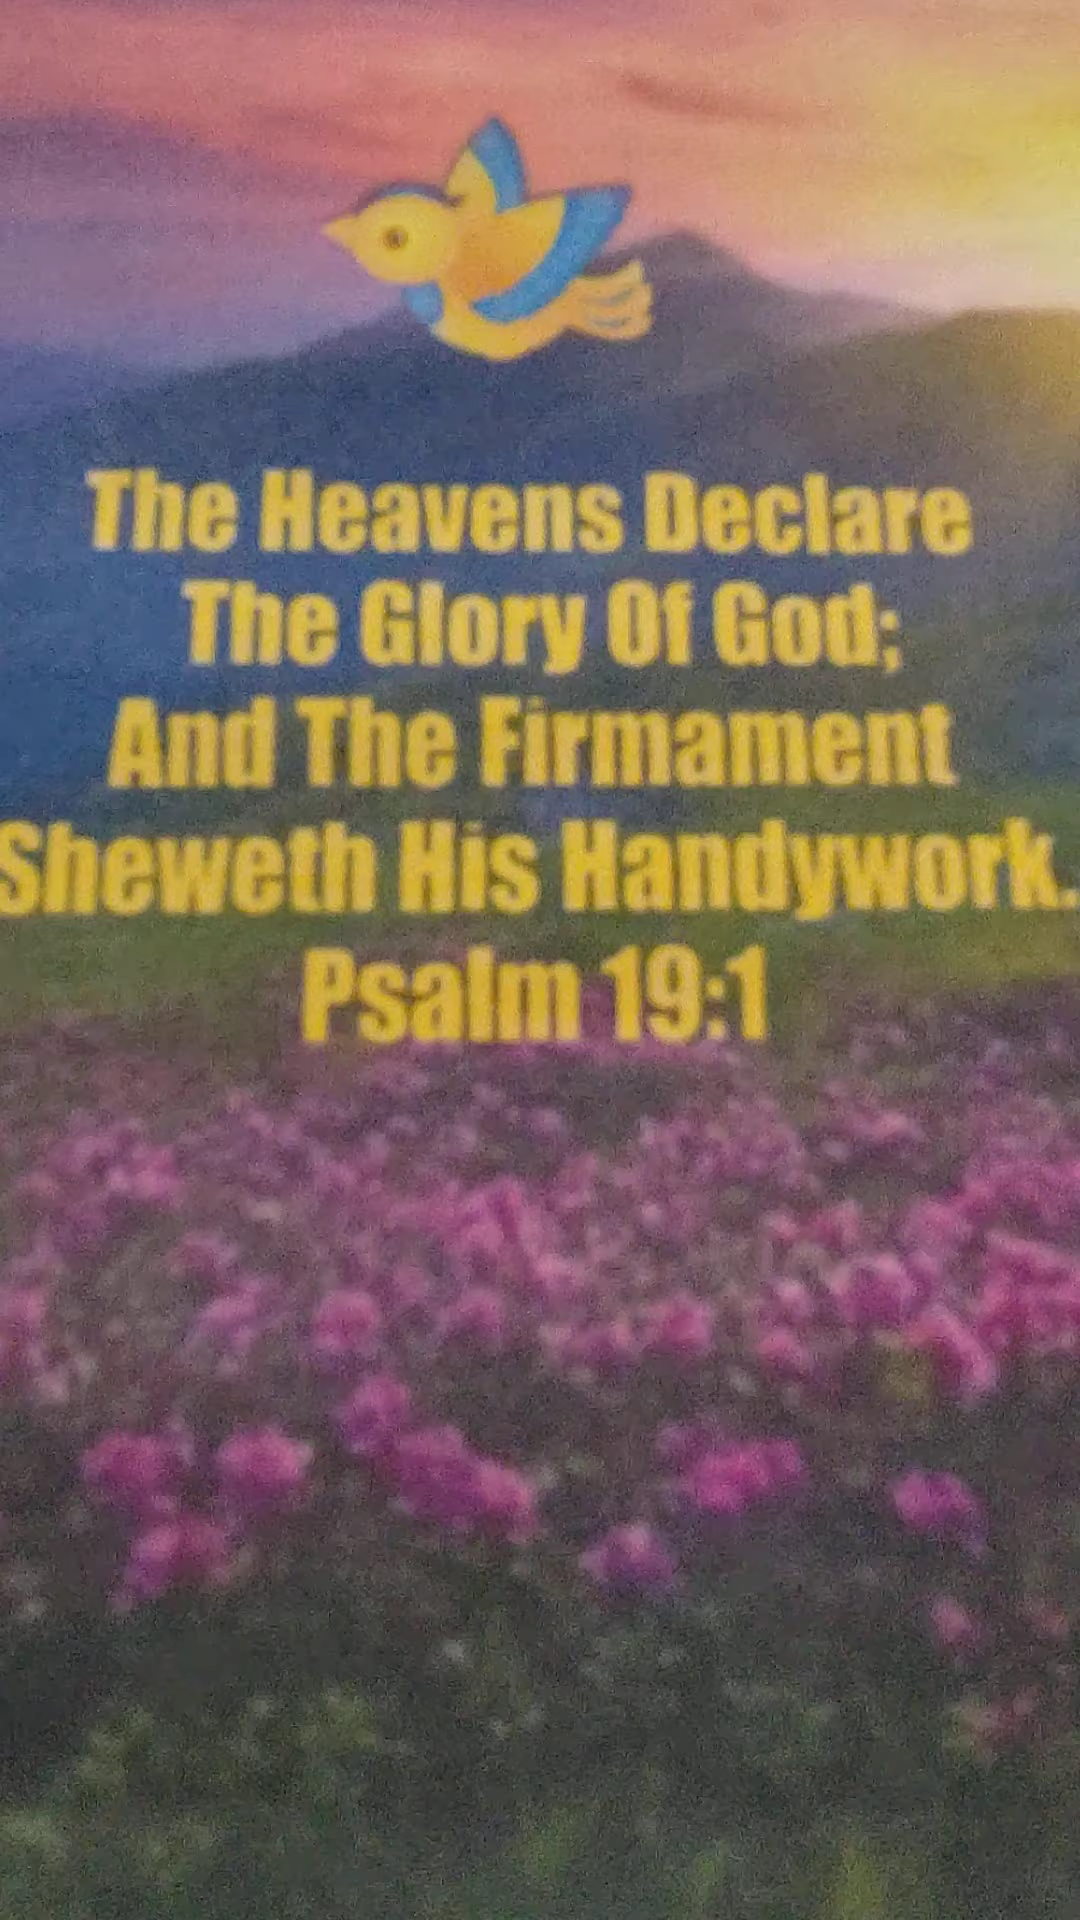 The Heavens Declare
The Glory Of God;
And The Firmament
Sheweth His Handywork.
Psalm 19:1